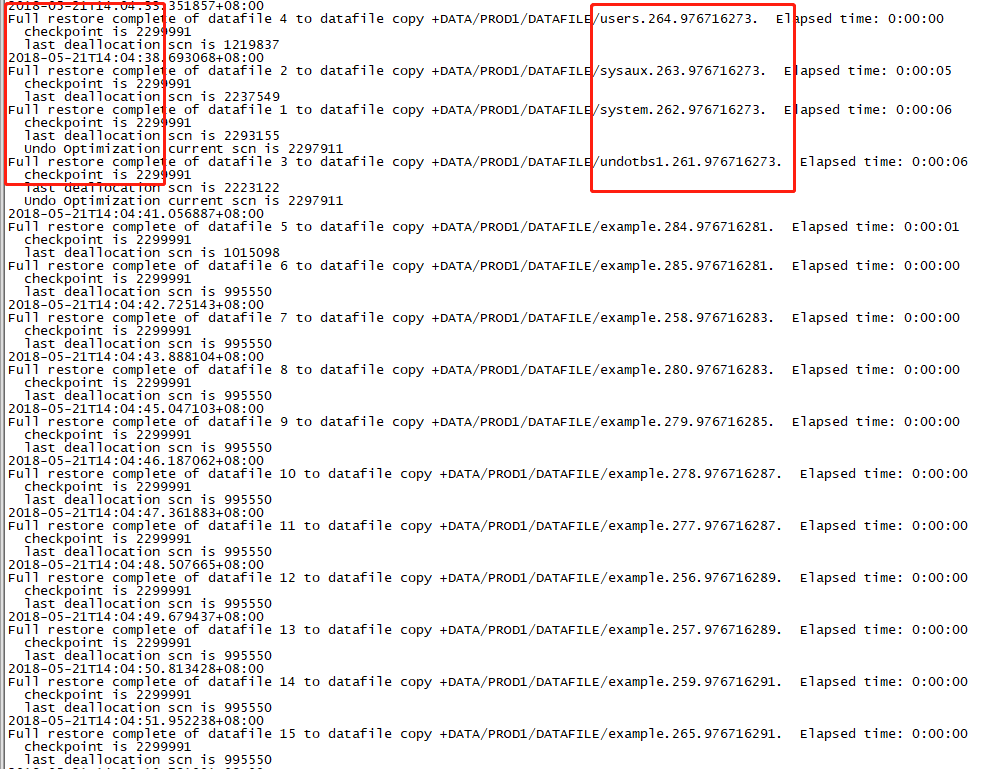 2018-05-21T14:04:35.351857+08:00
Full restore complete of datafile 4 to datafile copy +DATA/PROD1/DATAFILE/users.264.976716273.  Elapsed time: 0:00:00
  checkpoint is 2299991
  last deallocation scn is 1219837
2018-05-21T14:04:38.693068+08:00
Full restore complete of datafile 2 to datafile copy +DATA/PROD1/DATAFILE/sysaux.263.976716273.  Elapsed time: 0:00:05
  checkpoint is 2299991
  last deallocation scn is 2237549
Full restore complete of datafile 1 to datafile copy +DATA/PROD1/DATAFILE/system.262.976716273.  Elapsed time: 0:00:06
  checkpoint is 2299991
  last deallocation scn is 2293155
  Undo Optimization current scn is 2297911
Full restore complete of datafile 3 to datafile copy +DATA/PROD1/DATAFILE/undotbs1.261.976716273.  Elapsed time: 0:00:06
  checkpoint is 2299991
  last deallocation scn is 2223122
  Undo Optimization current scn is 2297911
2018-05-21T14:04:41.056887+08:00
Full restore complete of datafile 5 to datafile copy +DATA/PROD1/DATAFILE/example.284.976716281.  Elapsed time: 0:00:01
  checkpoint is 2299991
  last deallocation scn is 1015098
Full restore complete of datafile 6 to datafile copy +DATA/PROD1/DATAFILE/example.285.976716281.  Elapsed time: 0:00:00
  checkpoint is 2299991
  last deallocation scn is 995550
2018-05-21T14:04:42.725143+08:00
Full restore complete of datafile 7 to datafile copy +DATA/PROD1/DATAFILE/example.258.976716283.  Elapsed time: 0:00:00
  checkpoint is 2299991
  last deallocation scn is 995550
2018-05-21T14:04:43.888104+08:00
Full restore complete of datafile 8 to datafile copy +DATA/PROD1/DATAFILE/example.280.976716283.  Elapsed time: 0:00:00
  checkpoint is 2299991
  last deallocation scn is 995550
2018-05-21T14:04:45.047103+08:00
Full restore complete of datafile 9 to datafile copy +DATA/PROD1/DATAFILE/example.279.976716285.  Elapsed time: 0:00:00
  checkpoint is 2299991
  last deallocation scn is 995550
2018-05-21T14:04:46.187062+08:00
Full restore complete of datafile 10 to datafile copy +DATA/PROD1/DATAFILE/example.278.976716287.  Elapsed time: 0:00:00
  checkpoint is 2299991
  last deallocation scn is 995550
2018-05-21T14:04:47.361883+08:00
Full restore complete of datafile 11 to datafile copy +DATA/PROD1/DATAFILE/example.277.976716287.  Elapsed time: 0:00:00
  checkpoint is 2299991
  last deallocation scn is 995550
2018-05-21T14:04:48.507665+08:00
Full restore complete of datafile 12 to datafile copy +DATA/PROD1/DATAFILE/example.256.976716289.  Elapsed time: 0:00:00
  checkpoint is 2299991
  last deallocation scn is 995550
2018-05-21T14:04:49.679437+08:00
Full restore complete of datafile 13 to datafile copy +DATA/PROD1/DATAFILE/example.257.976716289.  Elapsed time: 0:00:00
  checkpoint is 2299991
  last deallocation scn is 995550
2018-05-21T14:04:50.813428+08:00
Full restore complete of datafile 14 to datafile copy +DATA/PROD1/DATAFILE/example.259.976716291.  Elapsed time: 0:00:00
  checkpoint is 2299991
  last deallocation scn is 995550
2018-05-21T14:04:51.952238+08:00
Full restore complete of datafile 15 to datafile copy +DATA/PROD1/DATAFILE/example.265.976716291.  Elapsed time: 0:00:00
  checkpoint is 2299991
  last deallocation scn is 995550